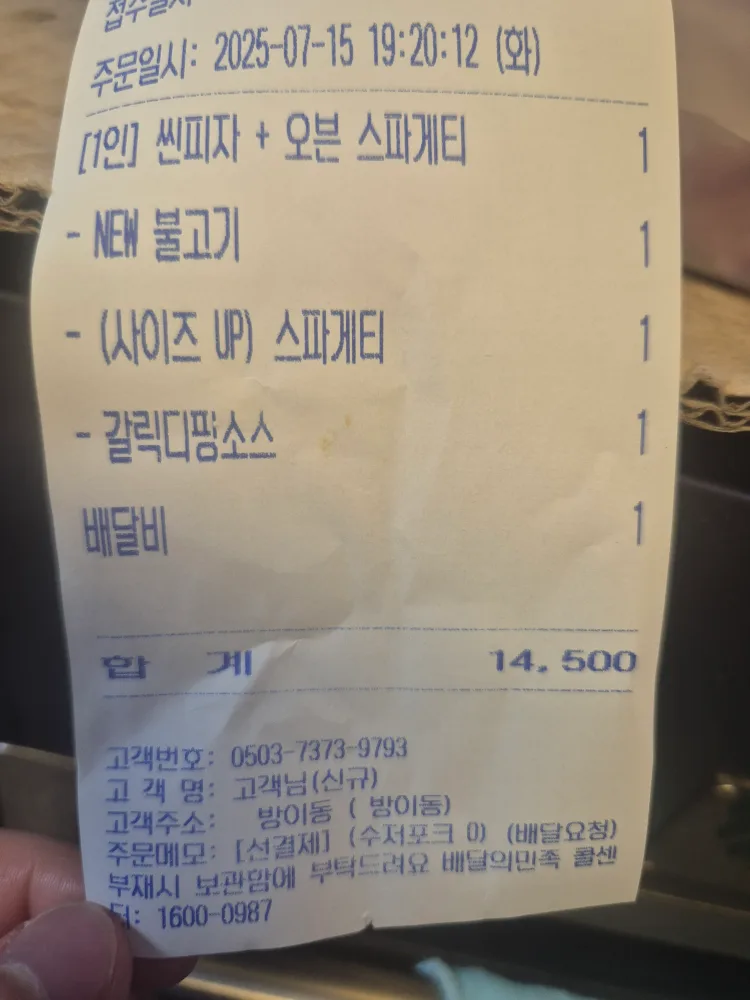 접수일시
주문일시: 2025-07-15 19:20:12 (화)
[1인] 씬피자 + 오븐 스파게티 1
- NEW 불고기 1
- (사이즈 UP) 스파게티 1
- 갈릭디핑소스 1
배달비 1
합 계 14,500
고객번호: 0503-7373-9793
고 객 명: 고객님(신규)
고객주소: 방이동 ( 방이동)
주문메모: [선결제] (수저포크 O) (배달요청)
부재시 보관함에 부탁드려요 배달의민족 콜센
터: 1600-0987